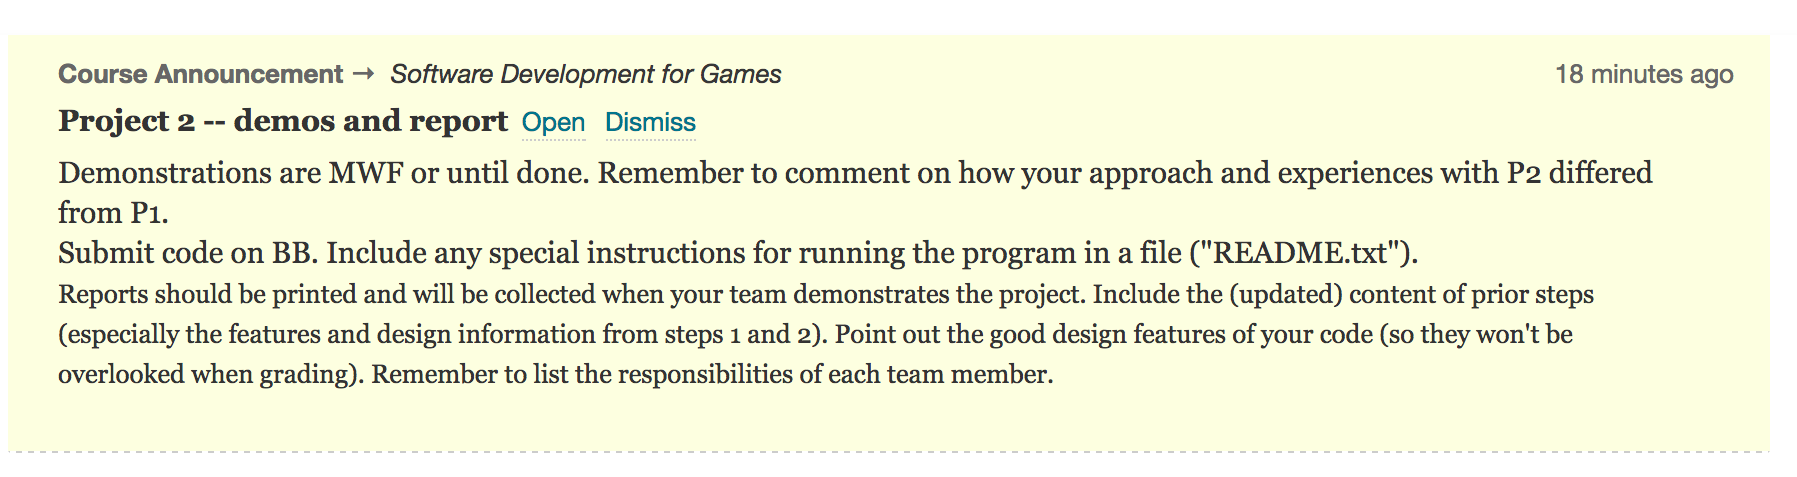 Course Announcement → Software Development for Games 18 minutes ago
Project 2 -- demos and report Open Dismiss
Demonstrations are MWF or until done. Remember to comment on how your approach and experiences with P2 differed
from P1.
Submit code on BB. Include any special instructions for running the program in a file ("README.txt").
Reports should be printed and will be collected when your team demonstrates the project. Include the (updated) content of prior steps
(especially the features and design information from steps 1 and 2). Point out the good design features of your code (so they won't be
overlooked when grading). Remember to list the responsibilities of each team member.